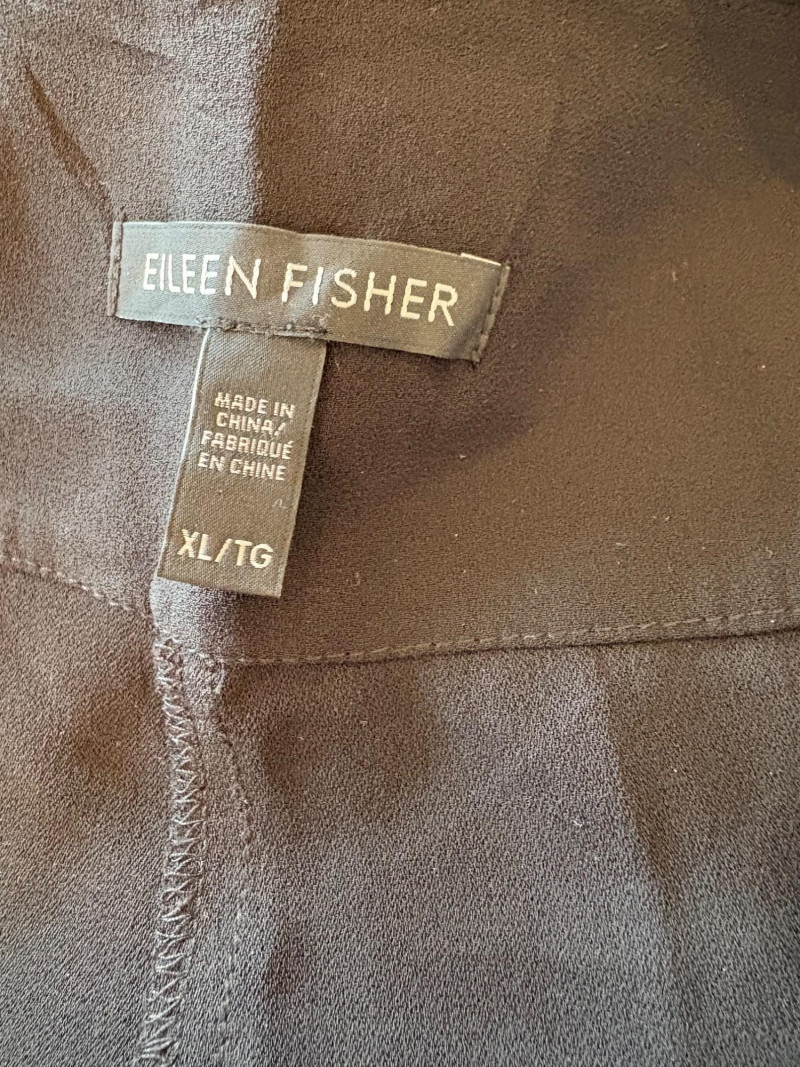 EILEEN FISHER
MADE IN
CHINA/
FABRIQUÉ
EN CHINE
XL/TG